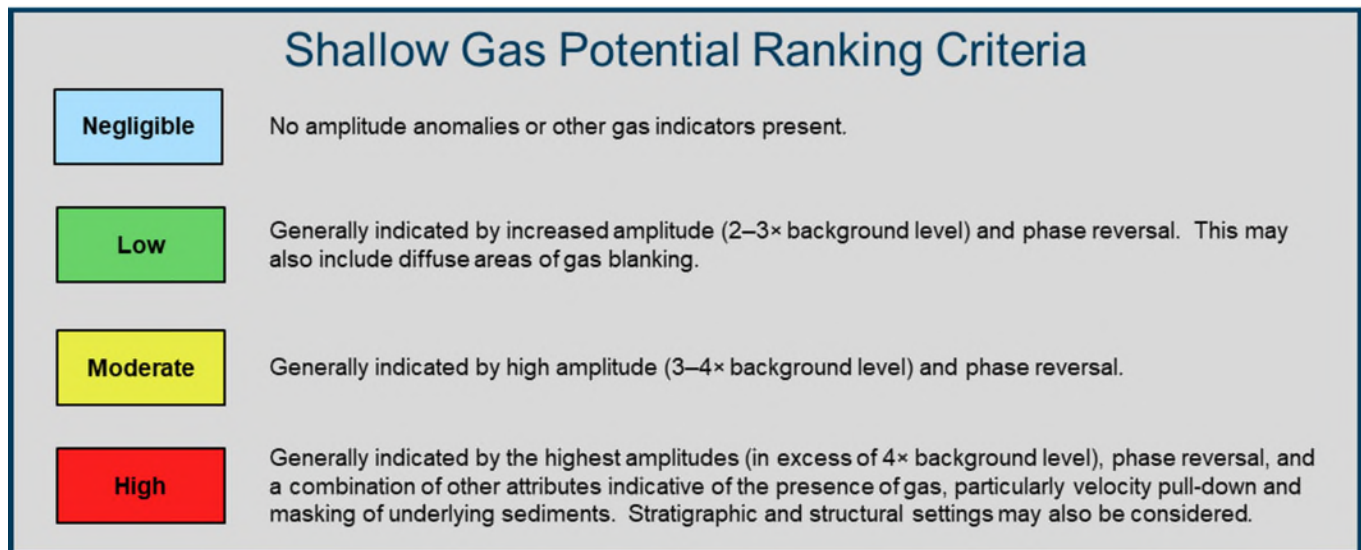 Shallow Gas Potential Ranking Criteria
Negligible
No amplitude anomalies or other gas indicators present.
Low
Generally indicated by increased amplitude (2–3× background level) and phase reversal.  This may
also include diffuse areas of gas blanking.
Moderate
Generally indicated by high amplitude (3–4× background level) and phase reversal.
High
Generally indicated by the highest amplitudes (in excess of 4× background level), phase reversal, and
a combination of other attributes indicative of the presence of gas, particularly velocity pull-down and
masking of underlying sediments.  Stratigraphic and structural settings may also be considered.